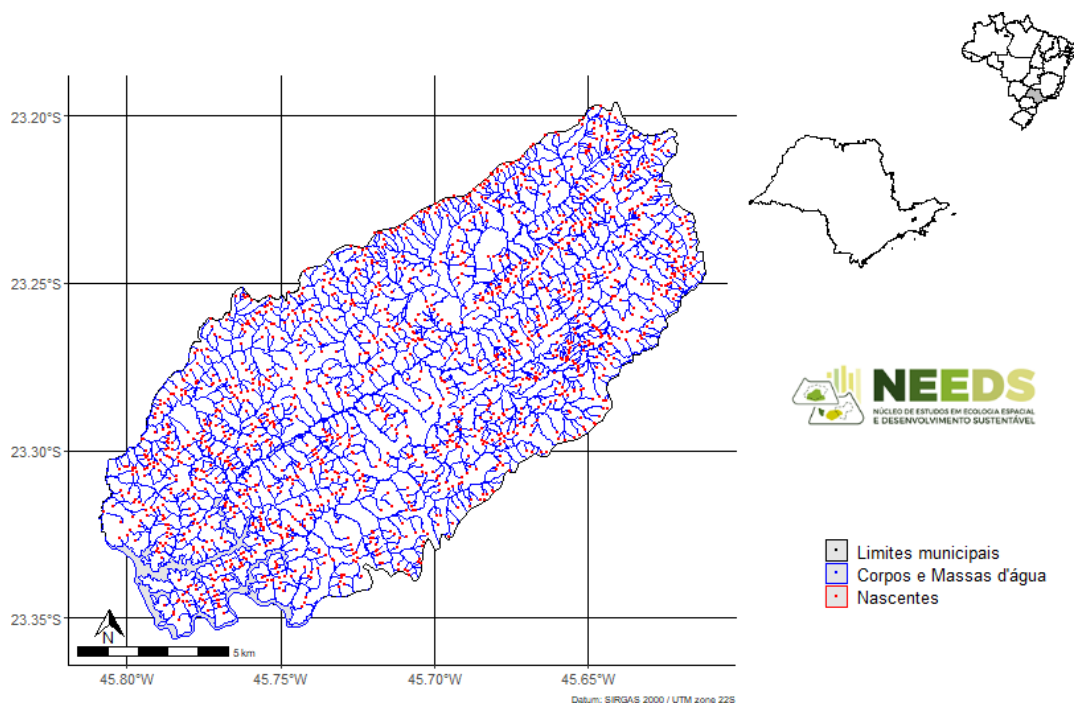 23.20°S
23.25°S
23.30°S
23.35°S
N
5 km
45.80°W
45.75°W
45.70°W
45.65°W
Datum: SIRGAS 2000 / UTM zone 22S
NEEDS
NÚCLEO DE ESTUDOS EM ECOLOGIA ESPACIAL
E DESENVOLVIMENTO SUSTENTÁVEL
Limites municipais
Corpos e Massas d'água
Nascentes